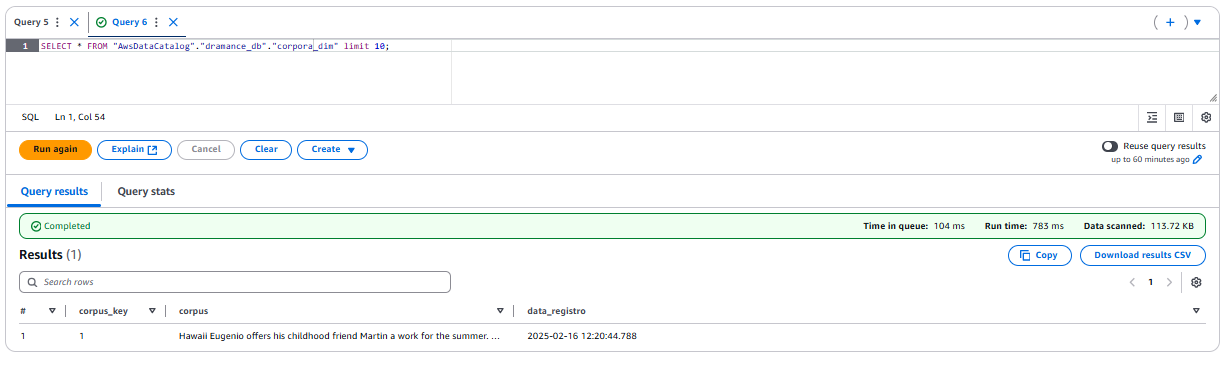 Query 5
Query 6
1 SELECT * FROM "AwsDataCatalog"."dramance_db"."corpora_dim" limit 10;
SQL Ln 1, Col 54
Run again Explain Cancel Clear Create
Reuse query results
up to 60 minutes ago
Query results Query stats
Completed Time in queue: 104 ms Run time: 783 ms Data scanned: 113.72 KB
Results (1) Copy Download results CSV
Search rows
1
# corpus_key corpus data_registro
1 1 Hawaii Eugenio offers his childhood friend Martin a work for the summer. ... 2025-02-16 12:20:44.788